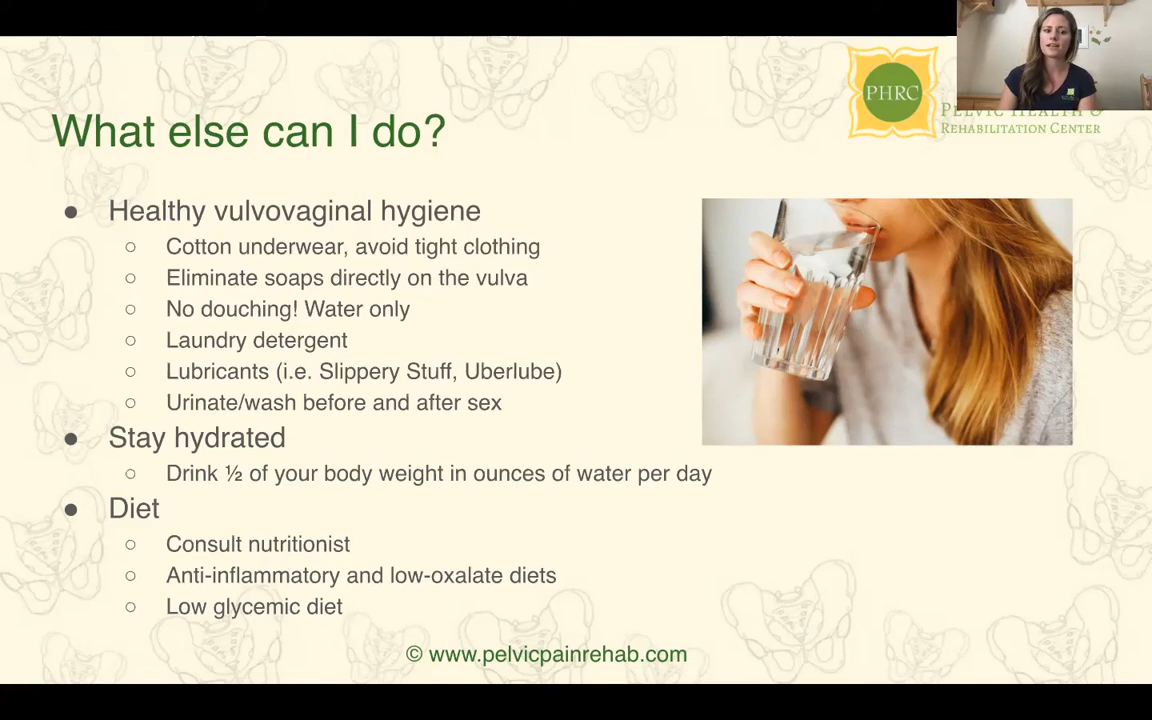 PHRC
PELVIC HEALTH &
REHABILITATION CENTER
What else can I do?
● Healthy vulvovaginal hygiene
○ Cotton underwear, avoid tight clothing
○ Eliminate soaps directly on the vulva
○ No douching! Water only
○ Laundry detergent
○ Lubricants (i.e. Slippery Stuff, Uberlube)
○ Urinate/wash before and after sex
● Stay hydrated
○ Drink ½ of your body weight in ounces of water per day
● Diet
○ Consult nutritionist
○ Anti-inflammatory and low-oxalate diets
○ Low glycemic diet
© www.pelvicpainrehab.com